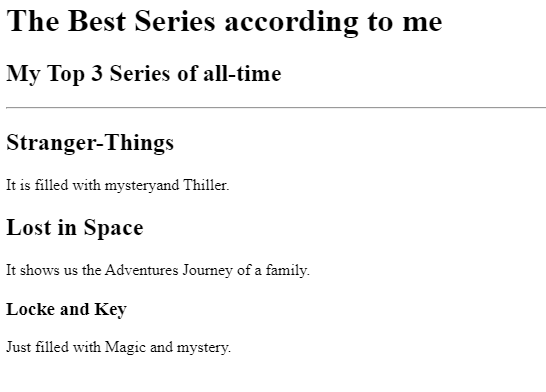 The Best Series according to me
My Top 3 Series of all-time
Stranger-Things
It is filled with mysteryand Thiller.
Lost in Space
It shows us the Adventures Journey of a family.
Locke and Key
Just filled with Magic and mystery.